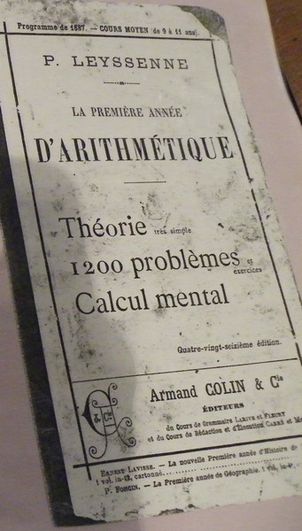 Programme de 1887. — COURS MOYEN de 9 à 11 ans.
P. LEYSSENNE
LA PREMIÈRE ANNÉE
D'ARITHMÉTIQUE
Théorie très simple
1200 problèmes et exercices
Calcul mental
Quatre-vingt-seizième édition.
Armand COLIN & Cie
ÉDITEURS
du Cours de Grammaire LARIVE et FLEURY
et du Cours de Rédaction et d'Élocution CARRÉ et
ERNEST LAVISSE. — La nouvelle Première année d'Histoire de
1 vol. in-12, cartonné
P. FONCIN. — La Première année de Géographie. 1 vol. in-